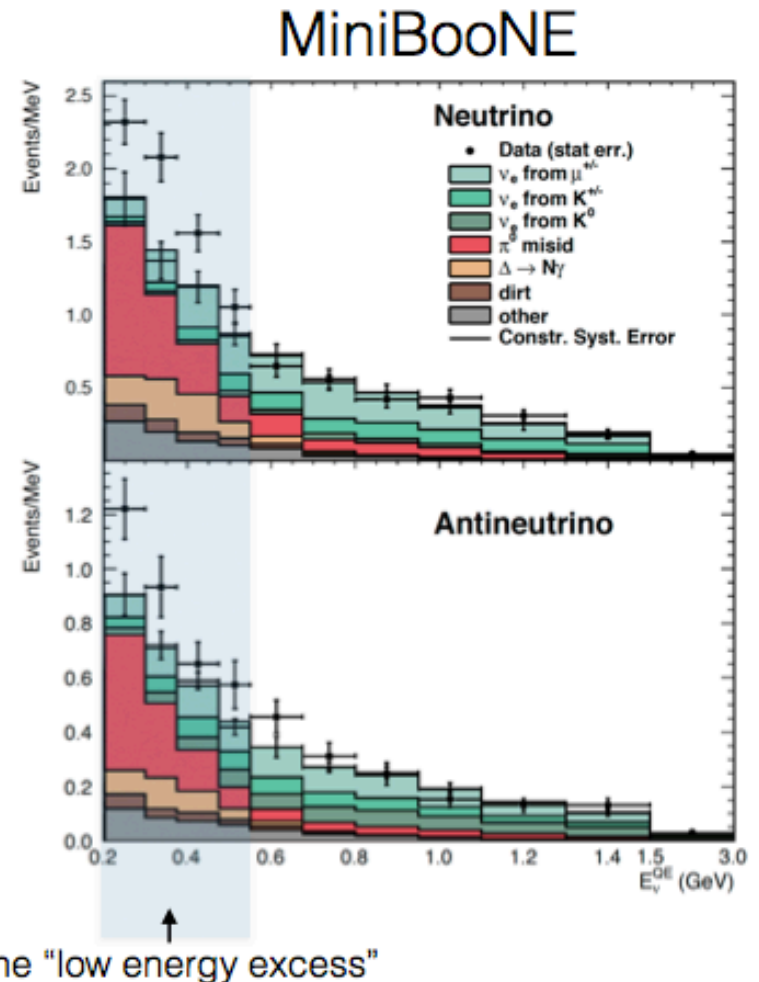 MiniBooNE
Events/MeV
2.5
2.0
1.5
1.0
0.5
Neutrino
Data (stat err.)
νe from μ+/-
νe from K+/-
νe from K0
π0 misid
Δ → Nγ
dirt
other
Constr. Syst. Error
Events/MeV
1.2
1.0
0.8
0.6
0.4
0.2
0.0
Antineutrino
0.2 0.4 0.6 0.8 1.0 1.2 1.4 1.5 3.0
EνQE (GeV)
he “low energy excess”